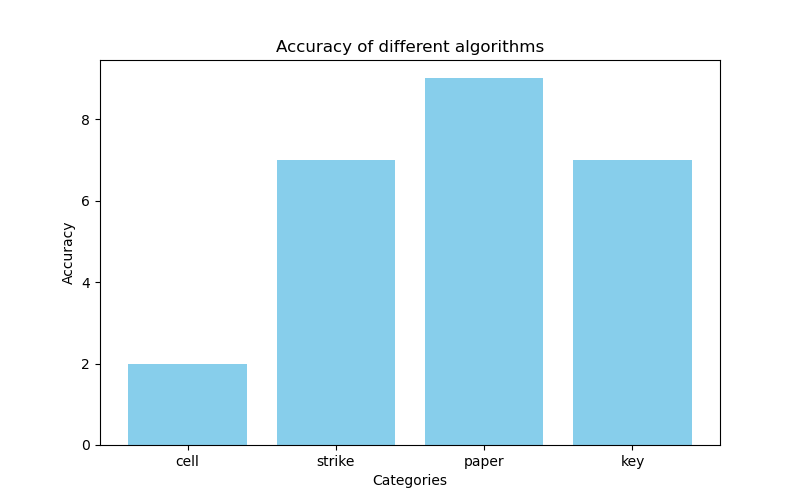 Accuracy of different algorithms
Accuracy
8
6
4
2
0
cell strike paper key
Categories